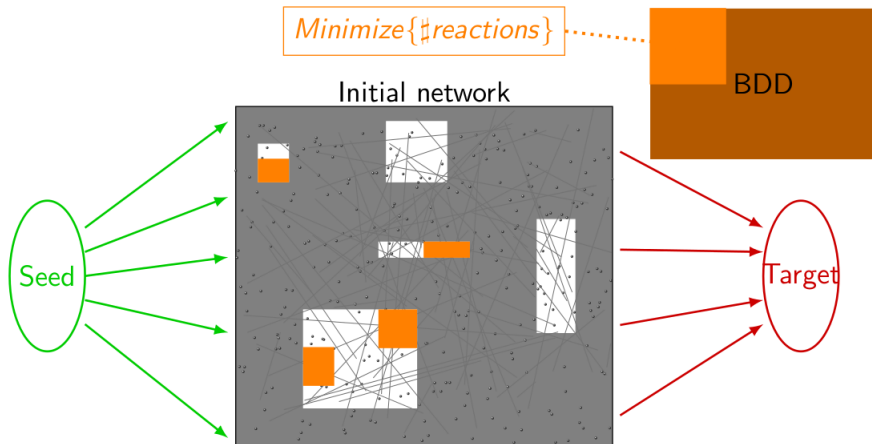 Minimize{♯reactions}
BDD
Initial network
Seed
Target